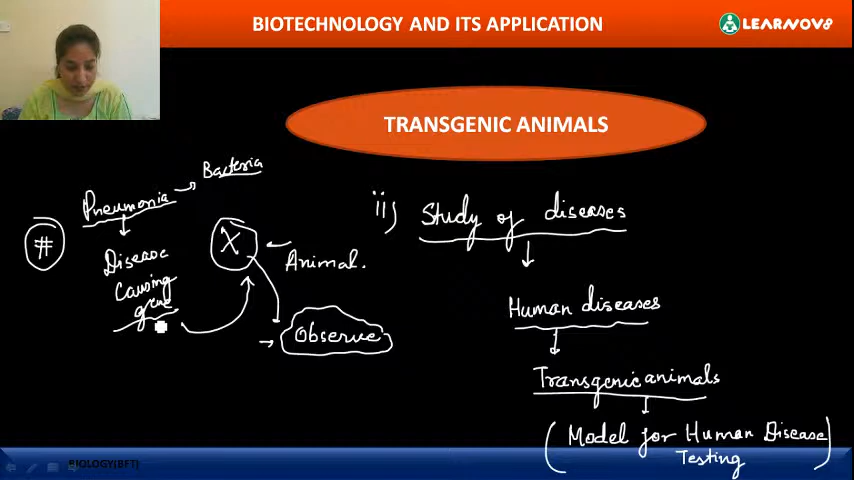 BIOTECHNOLOGY AND ITS APPLICATION
LEARNOV8
TRANSGENIC ANIMALS
Bacteria
Pneumonia
#
Disease
Causing
gene
X
Animal.
Observe
ii) Study of diseases
Human diseases
Transgenic animals
(Model for Human Disease
Testing)
BIOLOGY(BFT)